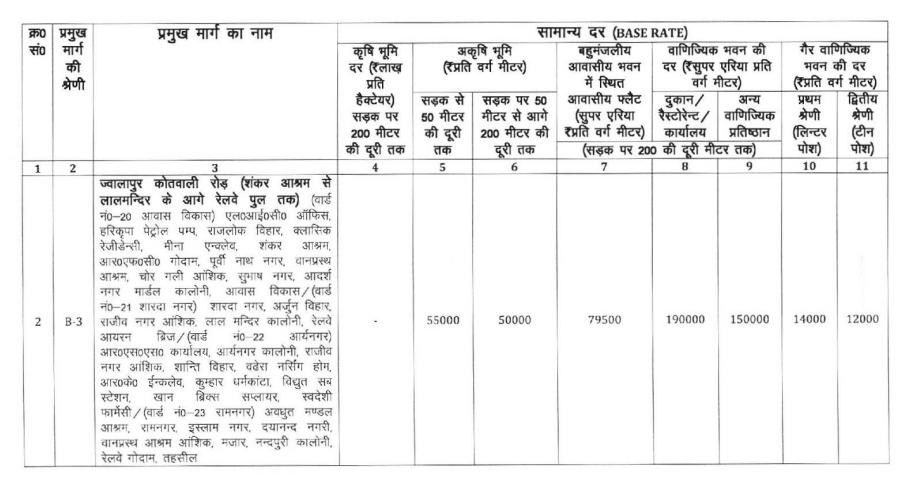 क्र0 सं0 | प्रमुख मार्ग की श्रेणी | प्रमुख मार्ग का नाम | सामान्य दर (BASE RATE)
कृषि भूमि दर (₹लाख प्रति हैक्टेयर) सड़क पर 200 मीटर की दूरी तक | अकृषि भूमि (₹प्रति वर्ग मीटर) | बहुमंजलीय आवासीय भवन में स्थित आवासीय फ्लैट (सुपर एरिया ₹प्रति वर्ग मीटर) | वाणिज्यिक भवन की दर (₹सुपर एरिया प्रति वर्ग मीटर) | गैर वाणिज्यिक भवन की दर (₹प्रति वर्ग मीटर)
सड़क से 50 मीटर की दूरी तक | सड़क पर 50 मीटर से आगे 200 मीटर की दूरी तक | दुकान/रैस्टोरेन्ट/कार्यालय | अन्य वाणिज्यिक प्रतिष्ठान | प्रथम श्रेणी (लिन्टर पोश) | द्वितीय श्रेणी (टीन पोश)
(सड़क पर 200 की दूरी मीटर तक)
1 | 2 | 3 | 4 | 5 | 6 | 7 | 8 | 9 | 10 | 11
ज्वालापुर कोतवाली रोड़ (शंकर आश्रम से
लालमन्दिर के आगे रेलवे पुल तक) (वार्ड
नं0–20 आवास विकास) एल0आई0सी0 ऑफिस,
हरिकृपा पेट्रोल पम्प, राजलोक विहार, क्लासिक
रेजीडेन्सी, मीना एन्क्लेव, शंकर आश्रम,
आर0एफ0सी0 गोदाम, पूर्वी नाथ नगर, वानप्रस्थ
आश्रम, चोर गली आंशिक, सुभाष नगर, आदर्श
नगर मार्डल कालोनी, आवास विकास/(वार्ड
नं0–21 शारदा नगर) शारदा नगर, अर्जुन विहार,
2 | B-3 | राजीव नगर आंशिक, लाल मन्दिर कालोनी, रेलवे | - | 55000 | 50000 | 79500 | 190000 | 150000 | 14000 | 12000
आयरन ब्रिज/(वार्ड नं0–22 आर्यनगर)
आर0एस0एस0 कार्यालय, आर्यनगर कालोनी, राजीव
नगर आंशिक, शान्ति विहार, वढेरा नर्सिंग होम,
आर0के0 ईन्कलेव, कुम्हार धर्मकांटा, विद्युत सब
स्टेशन, खान ब्रिक्स सप्लायर, स्वदेशी
फार्मेसी/(वार्ड नं0–23 रामनगर) अवधुत मण्डल
आश्रम, रामनगर, इस्लाम नगर, दयानन्द नगरी,
वानप्रस्थ आश्रम आंशिक, मजार, नन्दपुरी कालोनी,
रेलवे गोदाम, तहसील